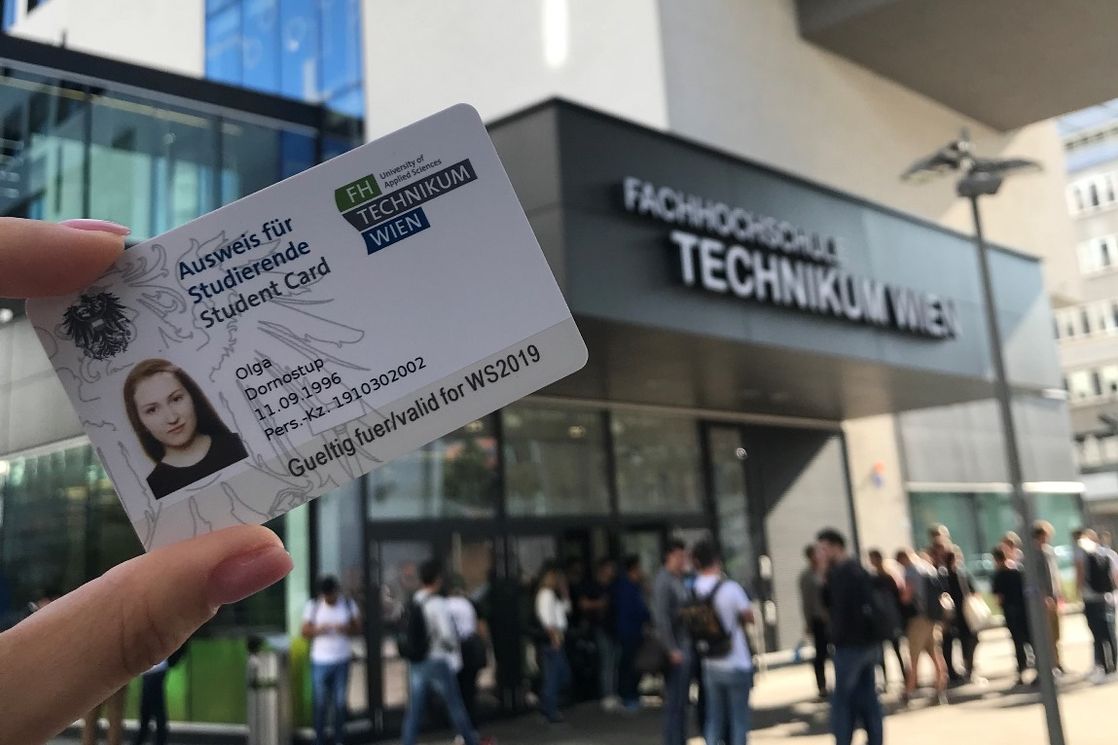 FH
University of
Applied Sciences
TECHNIKUM
WIEN
Ausweis für
Studierende
Student Card
Olga
Dornostup
11.09.1996
Pers.-Kz. 1910302002
Gueltig fuer/valid for WS2019
FACHHOCHSCHULE
TECHNIKUM WIEN